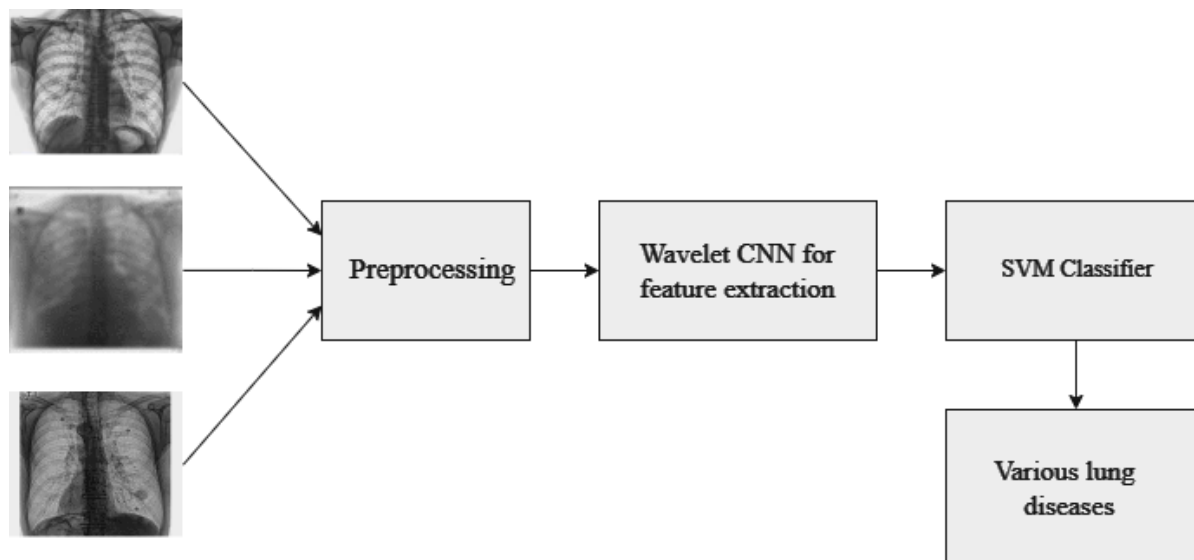 Preprocessing
Wavelet CNN for
feature extraction
SVM Classifier
Various lung
diseases